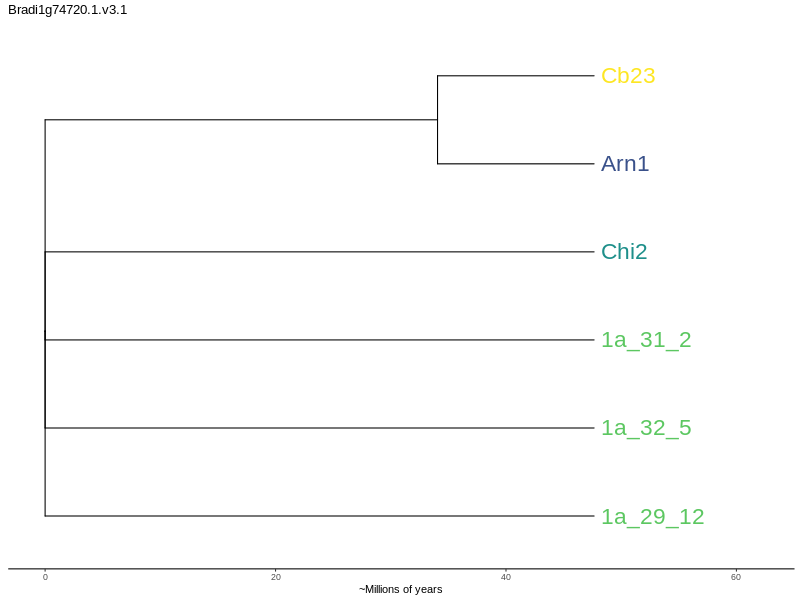 Bradi1g74720.1.v3.1
Cb23
Arn1
Chi2
1a_31_2
1a_32_5
1a_29_12
0 20 40 60
~Millions of years